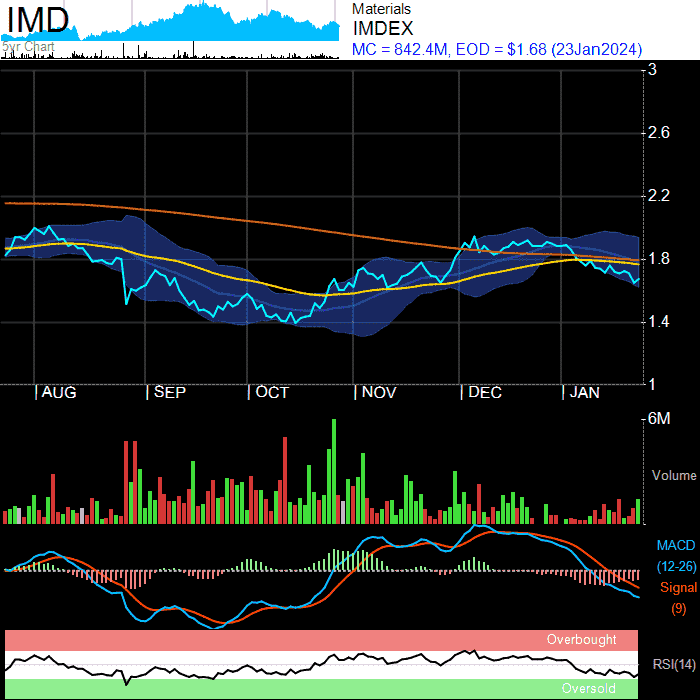 IMD
5yr Chart
Materials
IMDEX
MC = 842.4M, EOD = $1.68 (23Jan2024)
3
2.6
2.2
1.8
1.4
1
| AUG | SEP | OCT | NOV | DEC | JAN
6M
Volume
MACD
(12-26)
Signal
(9)
Overbought
RSI(14)
Oversold